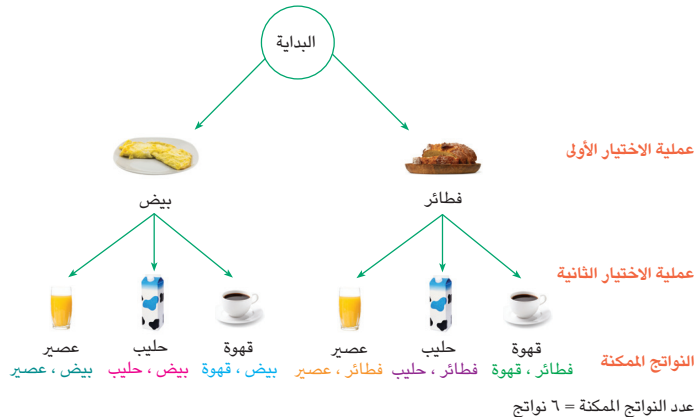 البداية
عملية الاختيار الأولى
فطائر
بيض
عملية الاختيار الثانية
قهوة
حليب
عصير
قهوة
حليب
عصير
النواتج الممكنة
فطائر ، قهوة
فطائر ، حليب
فطائر ، عصير
بيض ، قهوة
بيض ، حليب
بيض ، عصير
عدد النواتج الممكنة = ٦ نواتج